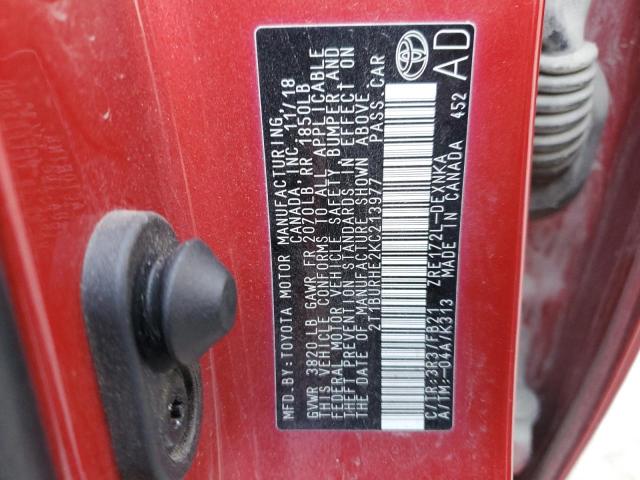 MFD. BY: TOYOTA MOTOR MANUFACTURING
CANADA, INC. 11/18
GVWR 3820LB GAWR FR 2070LB RR 1850LB
THIS VEHICLE CONFORMS TO ALL APPLICABLE
FEDERAL MOTOR VEHICLE SAFETY, BUMPER AND
THEFT PREVENTION STANDARDS IN EFFECT ON
THE DATE OF MANUFACTURE SHOWN ABOVE.
2T1BURHE2KC213977 PASS. CAR
C/TR: 3R3/FB21 ZRE172L-DEXNKA
A/TM: -04A/K313 MADE IN CANADA
452
AD